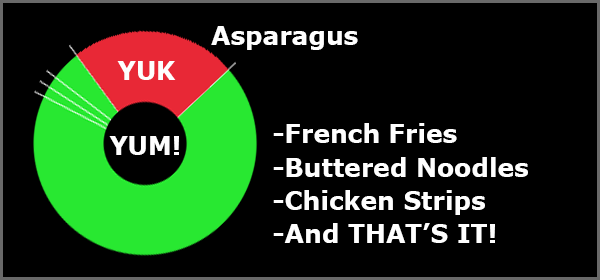 Asparagus
YUK
YUM!
-French Fries
-Buttered Noodles
-Chicken Strips
-And THAT’S IT!